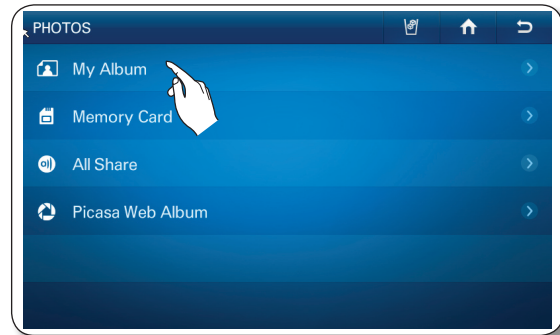 PHOTOS
My Album
Memory Card
All Share
Picasa Web Album